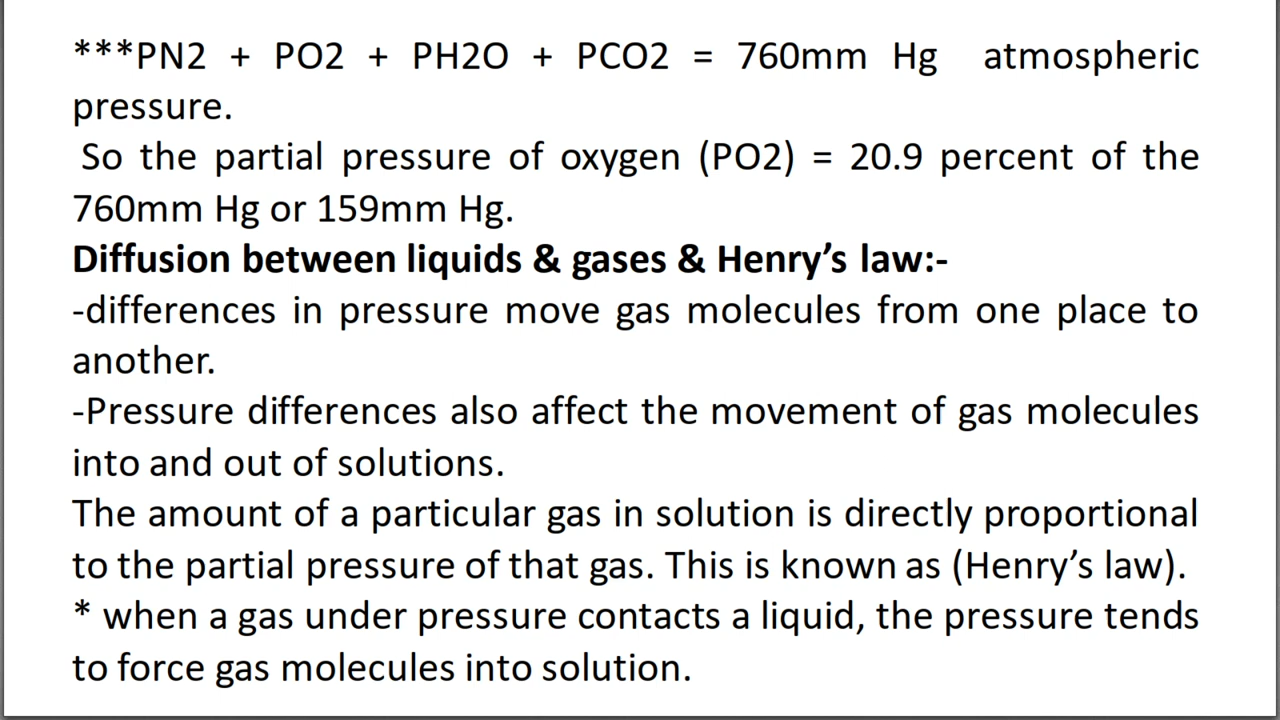 ***PN2 + PO2 + PH2O + PCO2 = 760mm Hg atmospheric
pressure.
So the partial pressure of oxygen (PO2) = 20.9 percent of the
760mm Hg or 159mm Hg.
Diffusion between liquids & gases & Henry’s law:-
-differences in pressure move gas molecules from one place to
another.
-Pressure differences also affect the movement of gas molecules
into and out of solutions.
The amount of a particular gas in solution is directly proportional
to the partial pressure of that gas. This is known as (Henry’s law).
* when a gas under pressure contacts a liquid, the pressure tends
to force gas molecules into solution.